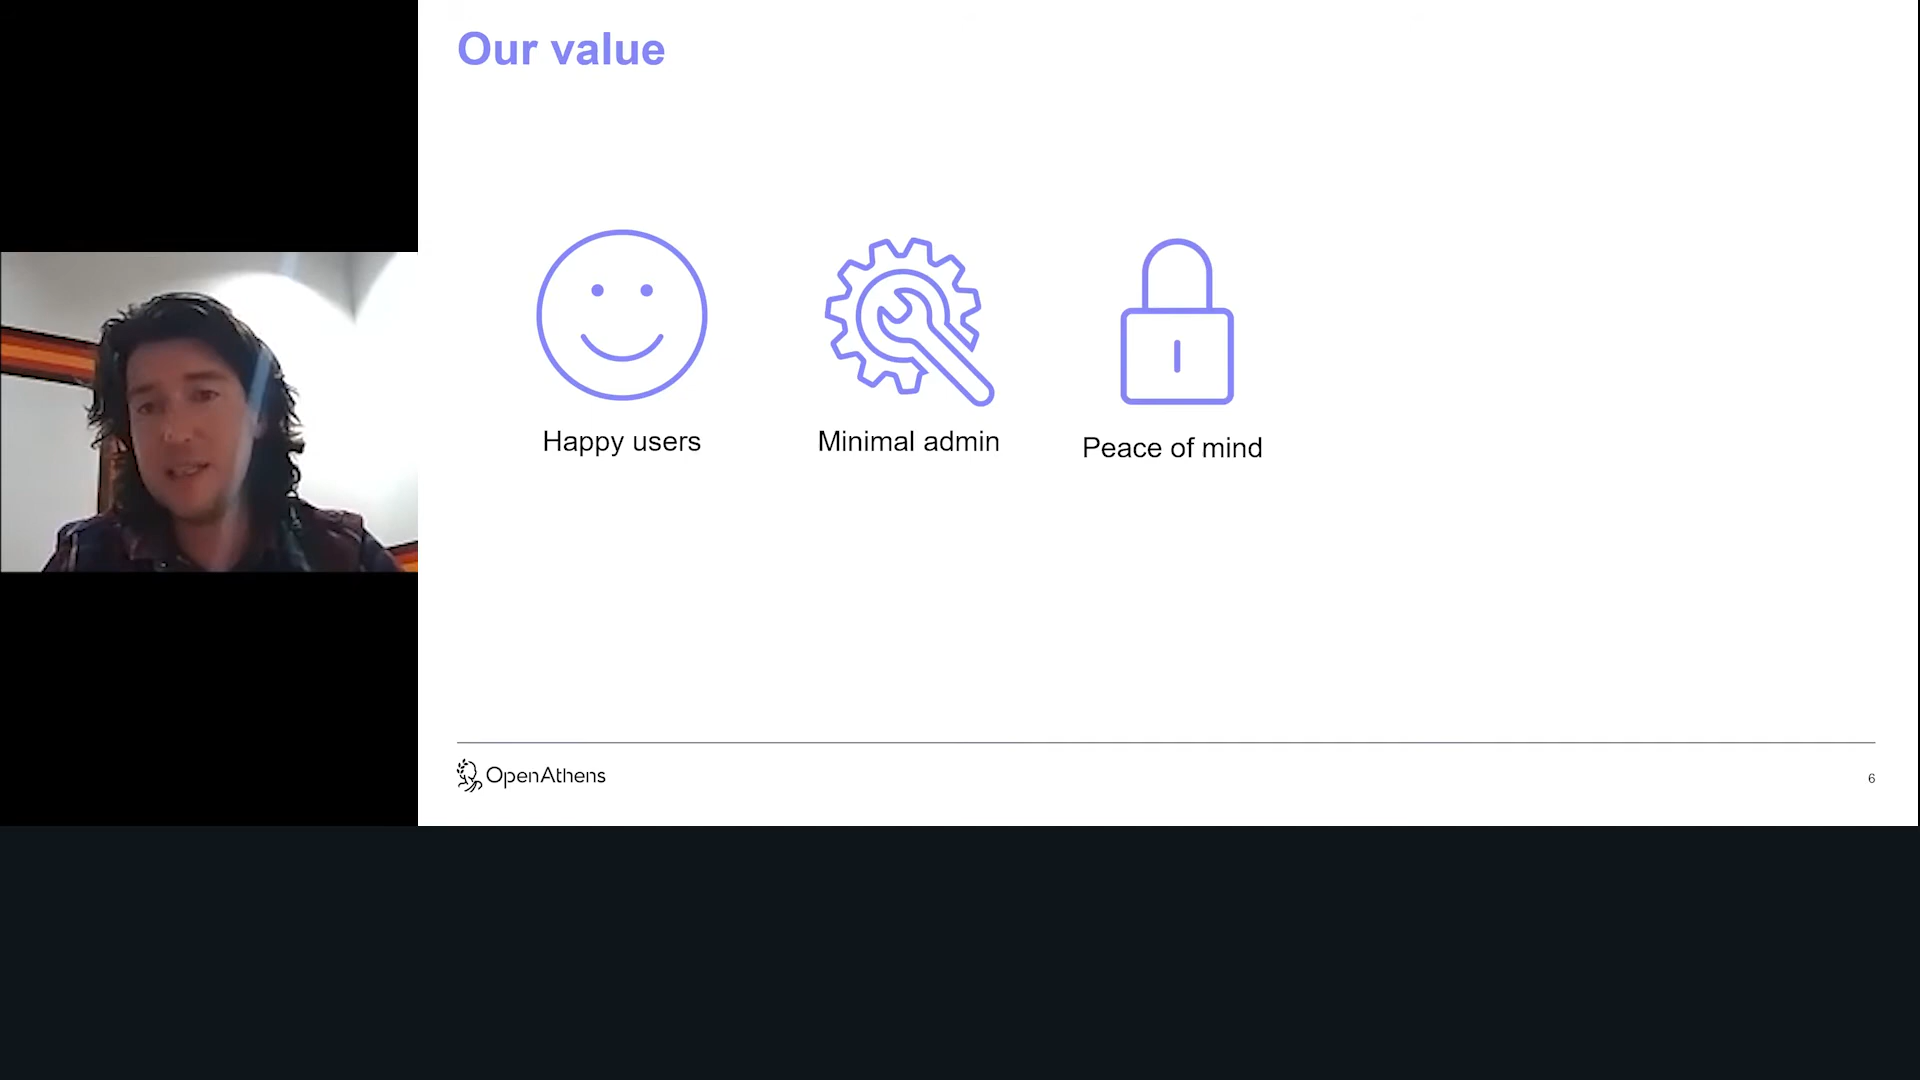 Our value
Happy users
Minimal admin
Peace of mind
OpenAthens
6